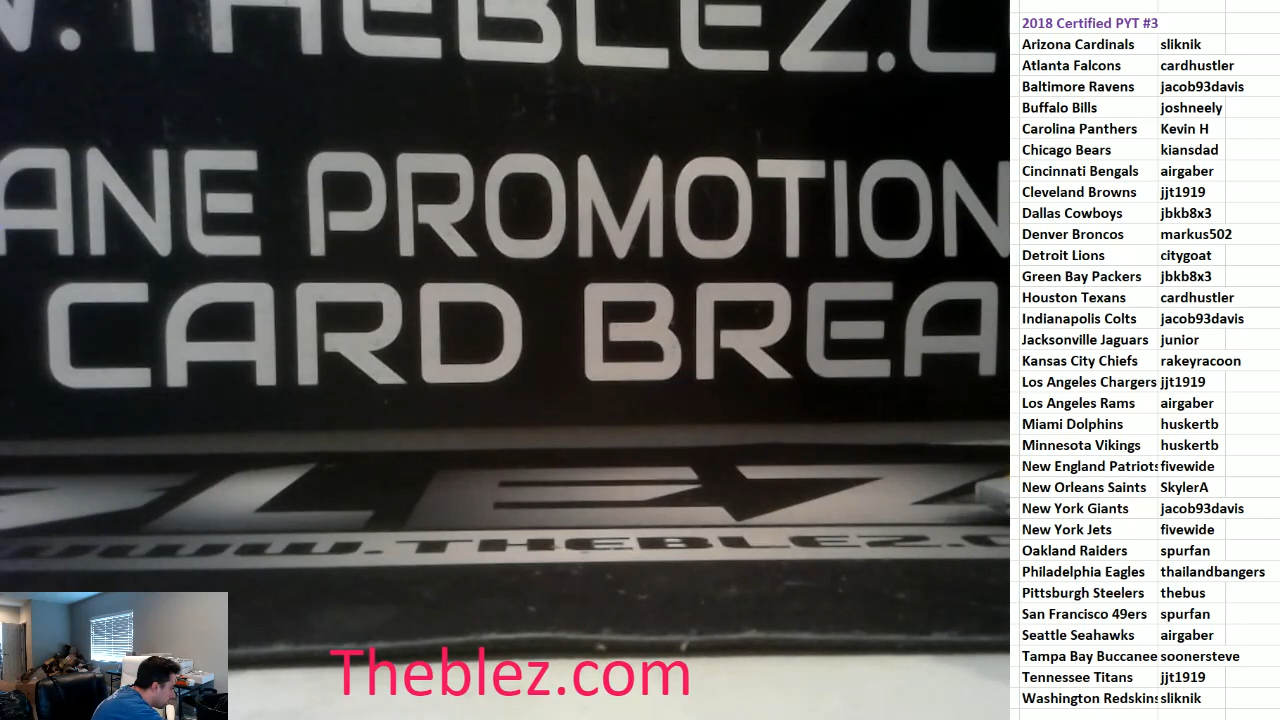 W.THEBLEZ.C
ANE PROMOTION
CARD BREA
BLEZ
WWW.THEBLEZ.C
Theblez.com
2018 Certified PYT #3
Arizona Cardinals sliknik
Atlanta Falcons cardhustler
Baltimore Ravens jacob93davis
Buffalo Bills joshneely
Carolina Panthers Kevin H
Chicago Bears kiansdad
Cincinnati Bengals airgaber
Cleveland Browns jjt1919
Dallas Cowboys jbkb8x3
Denver Broncos markus502
Detroit Lions citygoat
Green Bay Packers jbkb8x3
Houston Texans cardhustler
Indianapolis Colts jacob93davis
Jacksonville Jaguars junior
Kansas City Chiefs rakeyracoon
Los Angeles Chargers jjt1919
Los Angeles Rams airgaber
Miami Dolphins huskertb
Minnesota Vikings huskertb
New England Patriots fivewide
New Orleans Saints SkylerA
New York Giants jacob93davis
New York Jets fivewide
Oakland Raiders spurfan
Philadelphia Eagles thailandbangers
Pittsburgh Steelers thebus
San Francisco 49ers spurfan
Seattle Seahawks airgaber
Tampa Bay Buccanee soonersteve
Tennessee Titans jjt1919
Washington Redskins sliknik